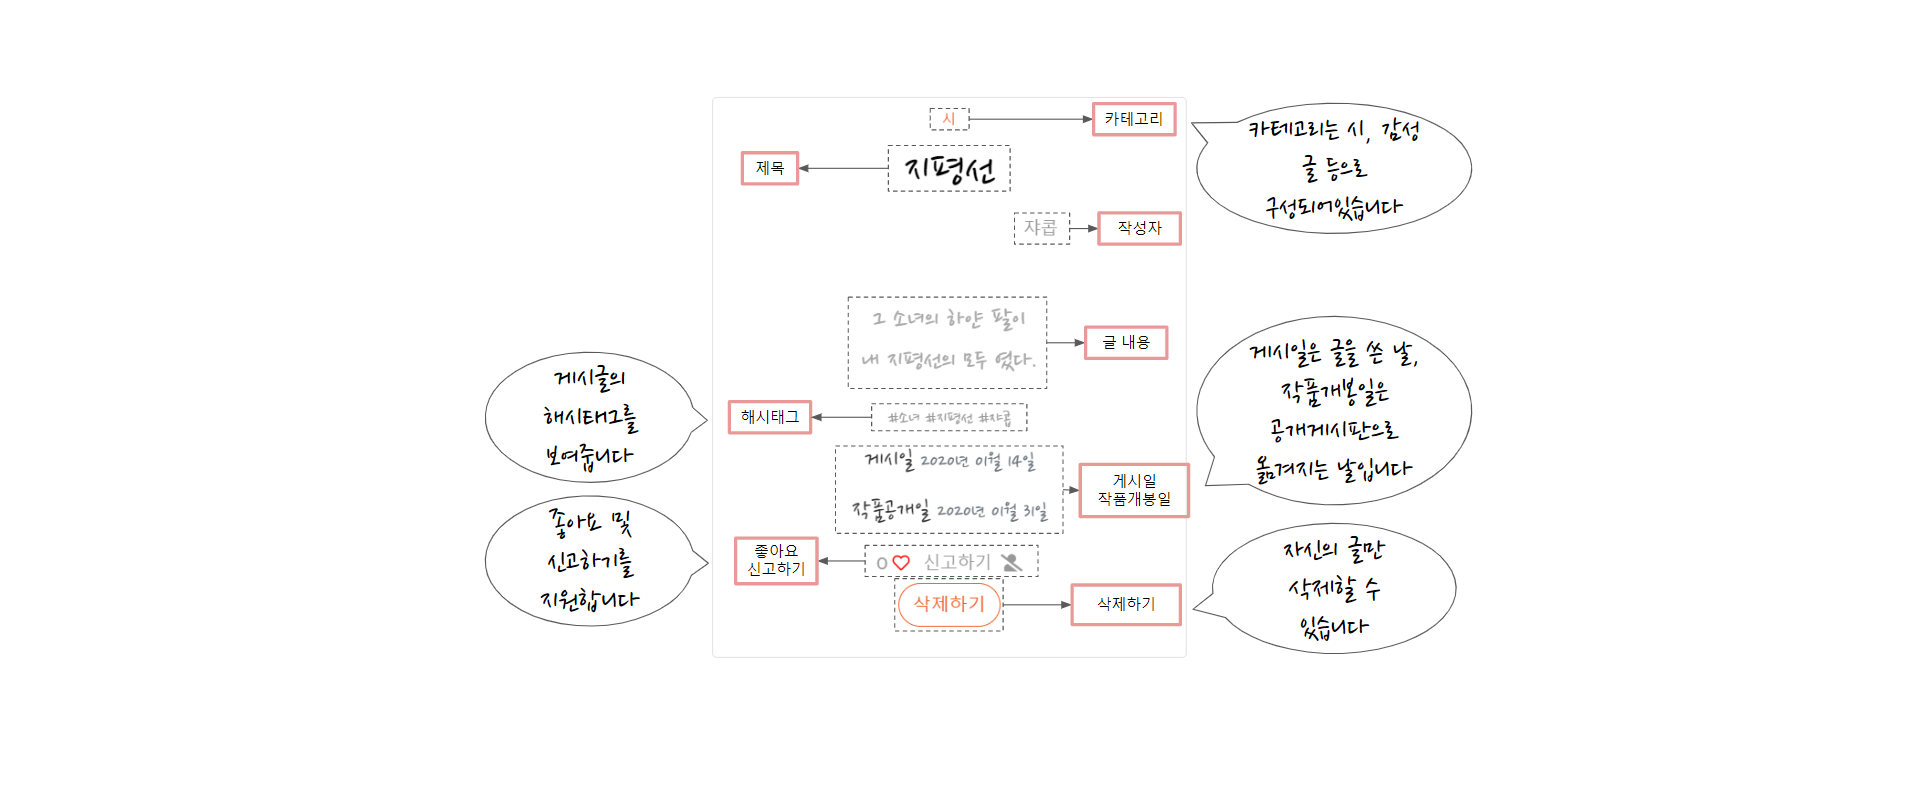 시
카테고리
카테고리는 시, 감성
글 등으로
구성되어있습니다
제목
지평선
쟈콥
작성자
그 소녀의 하얀 팔이
내 지평선의 모두 였다.
글 내용
게시일은 글을 쓴 날,
작품개봉일은
공개게시판으로
옮겨지는 날입니다
게시글의
해시태그를
보여줍니다
해시태그
#소녀 #지평선 #쟈콥
게시일 2020년 01월 14일
작품공개일 2020년 01월 31일
게시일
작품개봉일
좋아요 및
신고하기를
지원합니다
좋아요
신고하기
0 신고하기
삭제하기
삭제하기
자신의 글만
삭제할 수
있습니다